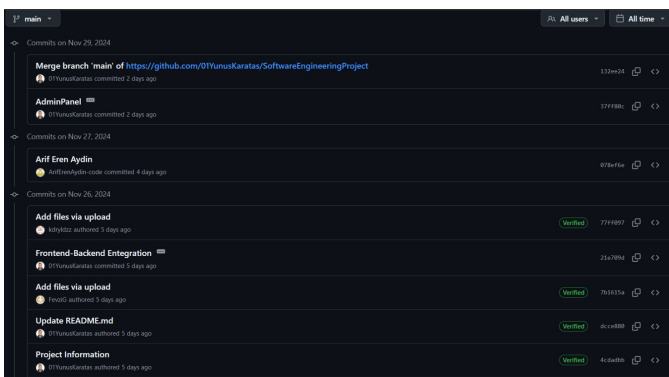 main
All users
All time
Commits on Nov 29, 2024
Merge branch 'main' of https://github.com/01YunusKaratas/SoftwareEngineeringProject
132ee24
01YunusKaratas committed 2 days ago
AdminPanel
37ff80c
01YunusKaratas committed 2 days ago
Commits on Nov 27, 2024
Arif Eren Aydin
078ef6e
ArifErenAydin-code committed 4 days ago
Commits on Nov 26, 2024
Add files via upload
Verified 77ff097
kdryldzz authored 5 days ago
Frontend-Backend Entegration
21e709d
01YunusKaratas committed 5 days ago
Add files via upload
Verified 7b1615a
FevziG authored 5 days ago
Update README.md
Verified dcce880
01YunusKaratas authored 5 days ago
Project Information
Verified 4cdadbb
01YunusKaratas authored 5 days ago